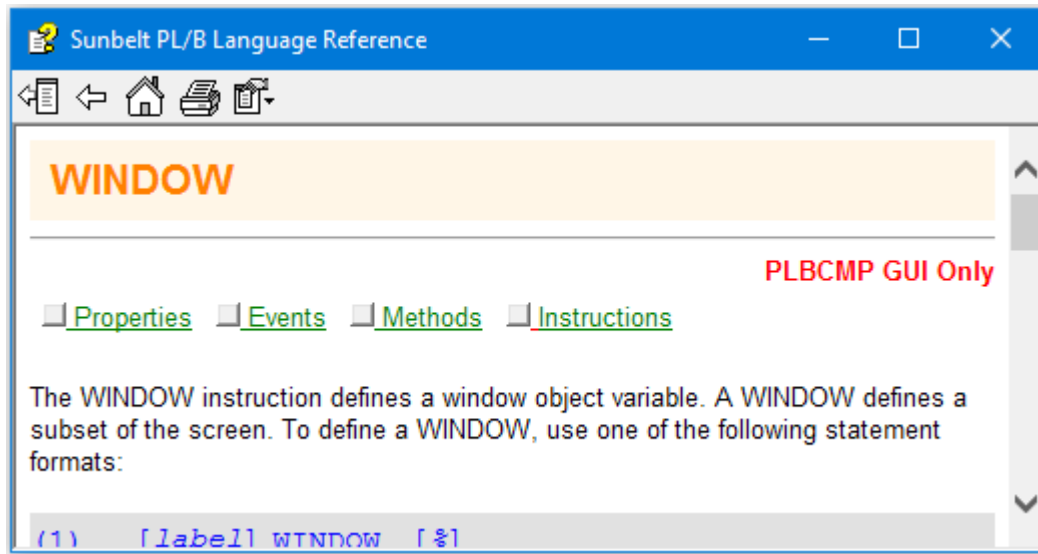 Sunbelt PL/B Language Reference
WINDOW
PLBCMP GUI Only
Properties Events Methods Instructions
The WINDOW instruction defines a window object variable. A WINDOW defines a
subset of the screen. To define a WINDOW, use one of the following statement
formats:
(1) [label] WINDOW [%]